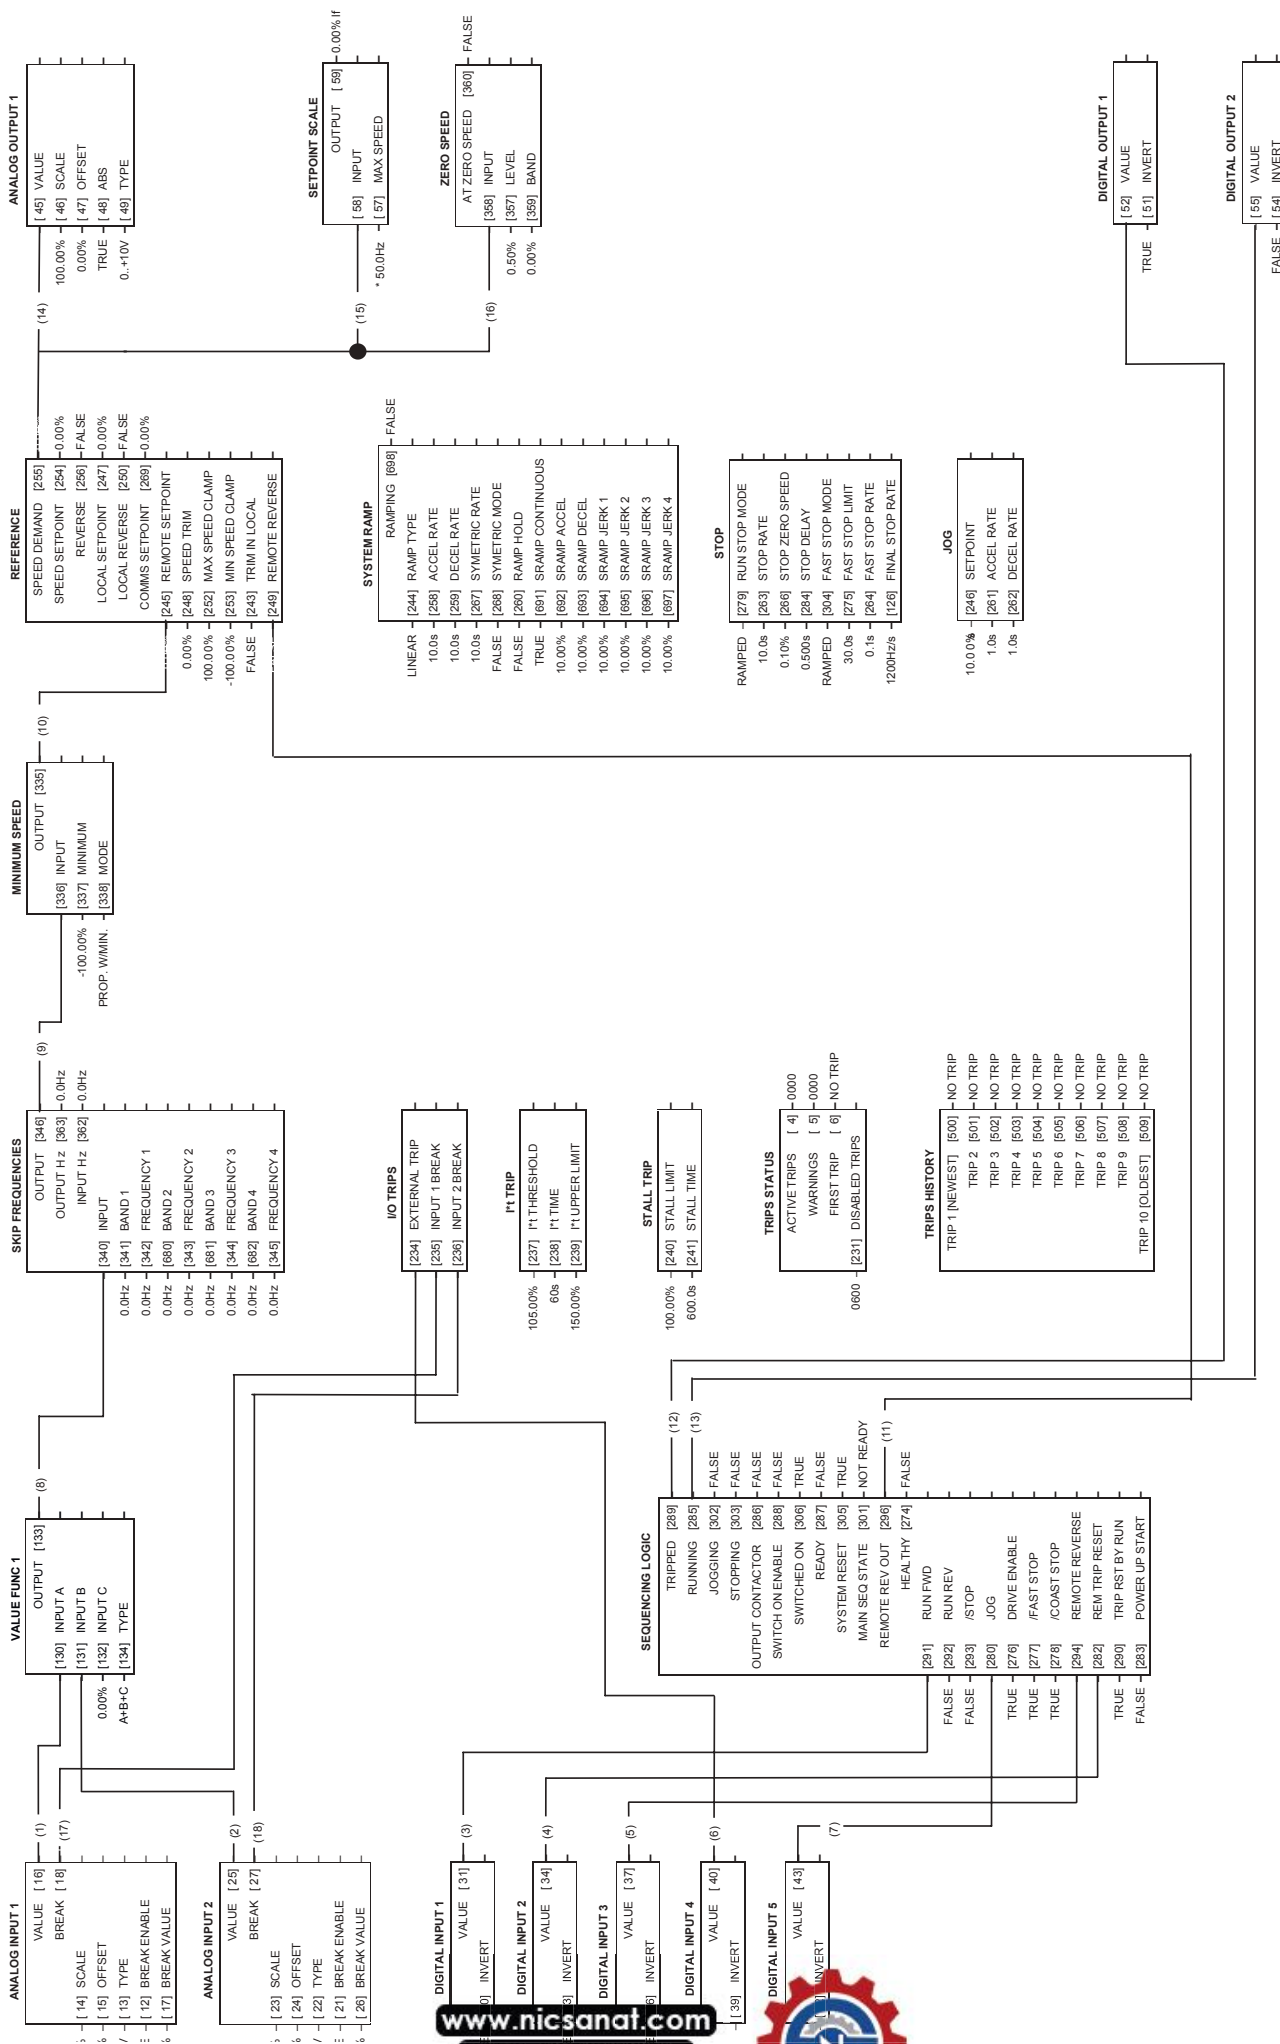 ANALOG INPUT 1
VALUE [ 16]
BREAK [ 18]
[ 14] SCALE
[ 15] OFFSET
[ 13] TYPE
[ 12] BREAK ENABLE
[ 17] BREAK VALUE
(1)
(17)
ANALOG INPUT 2
VALUE [ 25]
BREAK [ 27]
[ 23] SCALE
[ 24] OFFSET
[ 22] TYPE
[ 21] BREAK ENABLE
[ 26] BREAK VALUE
(2)
(18)
DIGITAL INPUT 1
VALUE [ 31]
INVERT
(3)
DIGITAL INPUT 2
VALUE [ 34]
INVERT
(4)
DIGITAL INPUT 3
VALUE [ 37]
INVERT
(5)
DIGITAL INPUT 4
VALUE [ 40]
[ 39] INVERT
(6)
DIGITAL INPUT 5
VALUE [ 43]
INVERT
(7)
VALUE FUNC 1
OUTPUT [133]
[130] INPUT A
[131] INPUT B
0.00% [132] INPUT C
A+B+C [134] TYPE
(8)
SEQUENCING LOGIC
TRIPPED [289] (12)
RUNNING [285] (13)
JOGGING [302] FALSE
STOPPING [303] FALSE
OUTPUT CONTACTOR [286] FALSE
SWITCH ON ENABLE [288] FALSE
SWITCHED ON [306] TRUE
READY [287] FALSE
SYSTEM RESET [305] TRUE
MAIN SEQ STATE [301] NOT READY
REMOTE REV OUT [296] (11)
HEALTHY [274] FALSE
[291] RUN FWD
FALSE [292] RUN REV
FALSE [293] /STOP
[280] JOG
TRUE [276] DRIVE ENABLE
TRUE [277] /FAST STOP
TRUE [278] /COAST STOP
[294] REMOTE REVERSE
[282] REM TRIP RESET
TRUE [290] TRIP RST BY RUN
FALSE [283] POWER UP START
SKIP FREQUENCIES
OUTPUT [346] (9)
OUTPUT Hz [363] 0.0Hz
INPUT Hz [362] 0.0Hz
[340] INPUT
0.0Hz [341] BAND 1
0.0Hz [342] FREQUENCY 1
0.0Hz [680] BAND 2
0.0Hz [343] FREQUENCY 2
0.0Hz [681] BAND 3
0.0Hz [344] FREQUENCY 3
0.0Hz [682] BAND 4
0.0Hz [345] FREQUENCY 4
I/O TRIPS
[234] EXTERNAL TRIP
[235] INPUT 1 BREAK
[236] INPUT 2 BREAK
I*t TRIP
105.00% [237] I*t THRESHOLD
60s [238] I*t TIME
150.00% [239] I*t UPPER LIMIT
STALL TRIP
100.00% [240] STALL LIMIT
600.0s [241] STALL TIME
TRIPS STATUS
ACTIVE TRIPS [ 4] 0000
WARNINGS [ 5] 0000
FIRST TRIP [ 6] NO TRIP
0600 [231] DISABLED TRIPS
TRIPS HISTORY
TRIP 1 [NEWEST] [500] NO TRIP
TRIP 2 [501] NO TRIP
TRIP 3 [502] NO TRIP
TRIP 4 [503] NO TRIP
TRIP 5 [504] NO TRIP
TRIP 6 [505] NO TRIP
TRIP 7 [506] NO TRIP
TRIP 8 [507] NO TRIP
TRIP 9 [508] NO TRIP
TRIP 10 [OLDEST] [509] NO TRIP
MINIMUM SPEED
OUTPUT [335] (10)
[336] INPUT
-100.00% [337] MINIMUM
PROP. W/MIN. [338] MODE
REFERENCE
SPEED DEMAND [255]
SPEED SETPOINT [254] 0.00%
REVERSE [256] FALSE
LOCAL SETPOINT [247] 0.00%
LOCAL REVERSE [250] FALSE
COMMS SETPOINT [269] 0.00%
[245] REMOTE SETPOINT
0.00% [248] SPEED TRIM
100.00% [252] MAX SPEED CLAMP
-100.00% [253] MIN SPEED CLAMP
FALSE [243] TRIM IN LOCAL
[249] REMOTE REVERSE
SYSTEM RAMP
RAMPING [698] FALSE
LINEAR [244] RAMP TYPE
10.0s [258] ACCEL RATE
10.0s [259] DECEL RATE
10.0s [267] SYMETRIC RATE
FALSE [268] SYMETRIC MODE
FALSE [260] RAMP HOLD
TRUE [691] SRAMP CONTINUOUS
10.00% [692] SRAMP ACCEL
10.00% [693] SRAMP DECEL
10.00% [694] SRAMP JERK 1
10.00% [695] SRAMP JERK 2
10.00% [696] SRAMP JERK 3
10.00% [697] SRAMP JERK 4
STOP
RAMPED [279] RUN STOP MODE
10.0s [263] STOP RATE
0.10% [266] STOP ZERO SPEED
0.500s [284] STOP DELAY
RAMPED [304] FAST STOP MODE
30.0s [275] FAST STOP LIMIT
0.1s [264] FAST STOP RATE
1200Hz/s [126] FINAL STOP RATE
JOG
[246] SETPOINT
1.0s [261] ACCEL RATE
1.0s [262] DECEL RATE
ANALOG OUTPUT 1
(14) [ 45] VALUE
100.00% [ 46] SCALE
0.00% [ 47] OFFSET
TRUE [ 48] ABS
0..+10V [ 49] TYPE
SETPOINT SCALE
OUTPUT [ 59] 0.00% If
(15) [ 58] INPUT
* 50.0Hz [ 57] MAX SPEED
ZERO SPEED
AT ZERO SPEED [360] FALSE
(16) [358] INPUT
0.50% [357] LEVEL
0.00% [359] BAND
DIGITAL OUTPUT 1
[ 52] VALUE
TRUE [ 51] INVERT
DIGITAL OUTPUT 2
[ 55] VALUE
FALSE [ 54] INVERT
www.nicsanat.com